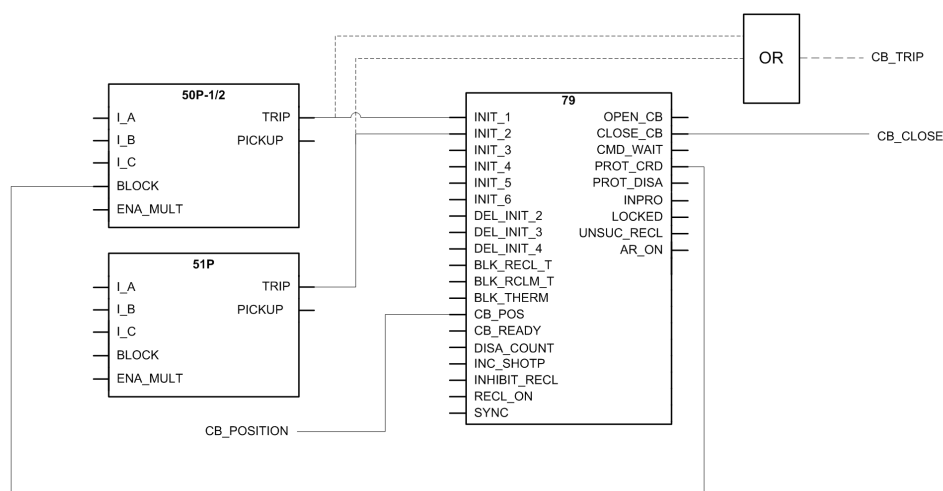 OR
CB_TRIP
50P-1/2
I_A
TRIP
I_B
PICKUP
I_C
BLOCK
ENA_MULT
51P
I_A
TRIP
I_B
PICKUP
I_C
BLOCK
ENA_MULT
CB_POSITION
79
INIT_1
OPEN_CB
INIT_2
CLOSE_CB
INIT_3
CMD_WAIT
INIT_4
PROT_CRD
INIT_5
PROT_DISA
INIT_6
INPRO
DEL_INIT_2
LOCKED
DEL_INIT_3
UNSUC_RECL
DEL_INIT_4
AR_ON
BLK_RECL_T
BLK_RCLM_T
BLK_THERM
CB_POS
CB_READY
DISA_COUNT
INC_SHOTP
INHIBIT_RECL
RECL_ON
SYNC
CB_CLOSE